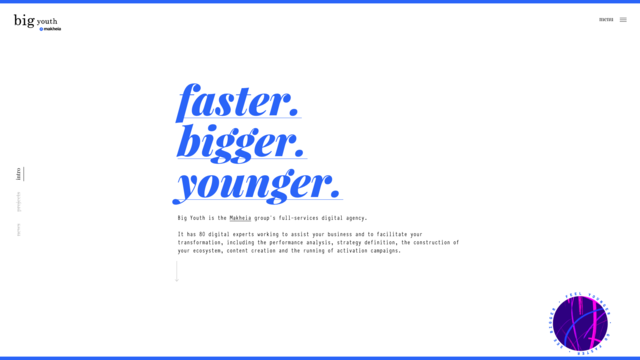 big youth
makheia
menu
faster.
bigger.
younger.
Big Youth is the Makheia group's full-services digital agency.
It has 80 digital experts working to assist your business and to facilitate your
transformation, including the performance analysis, strategy definition, the construction of
your ecosystem, content creation and the running of activation campaigns.
intro
projects
news